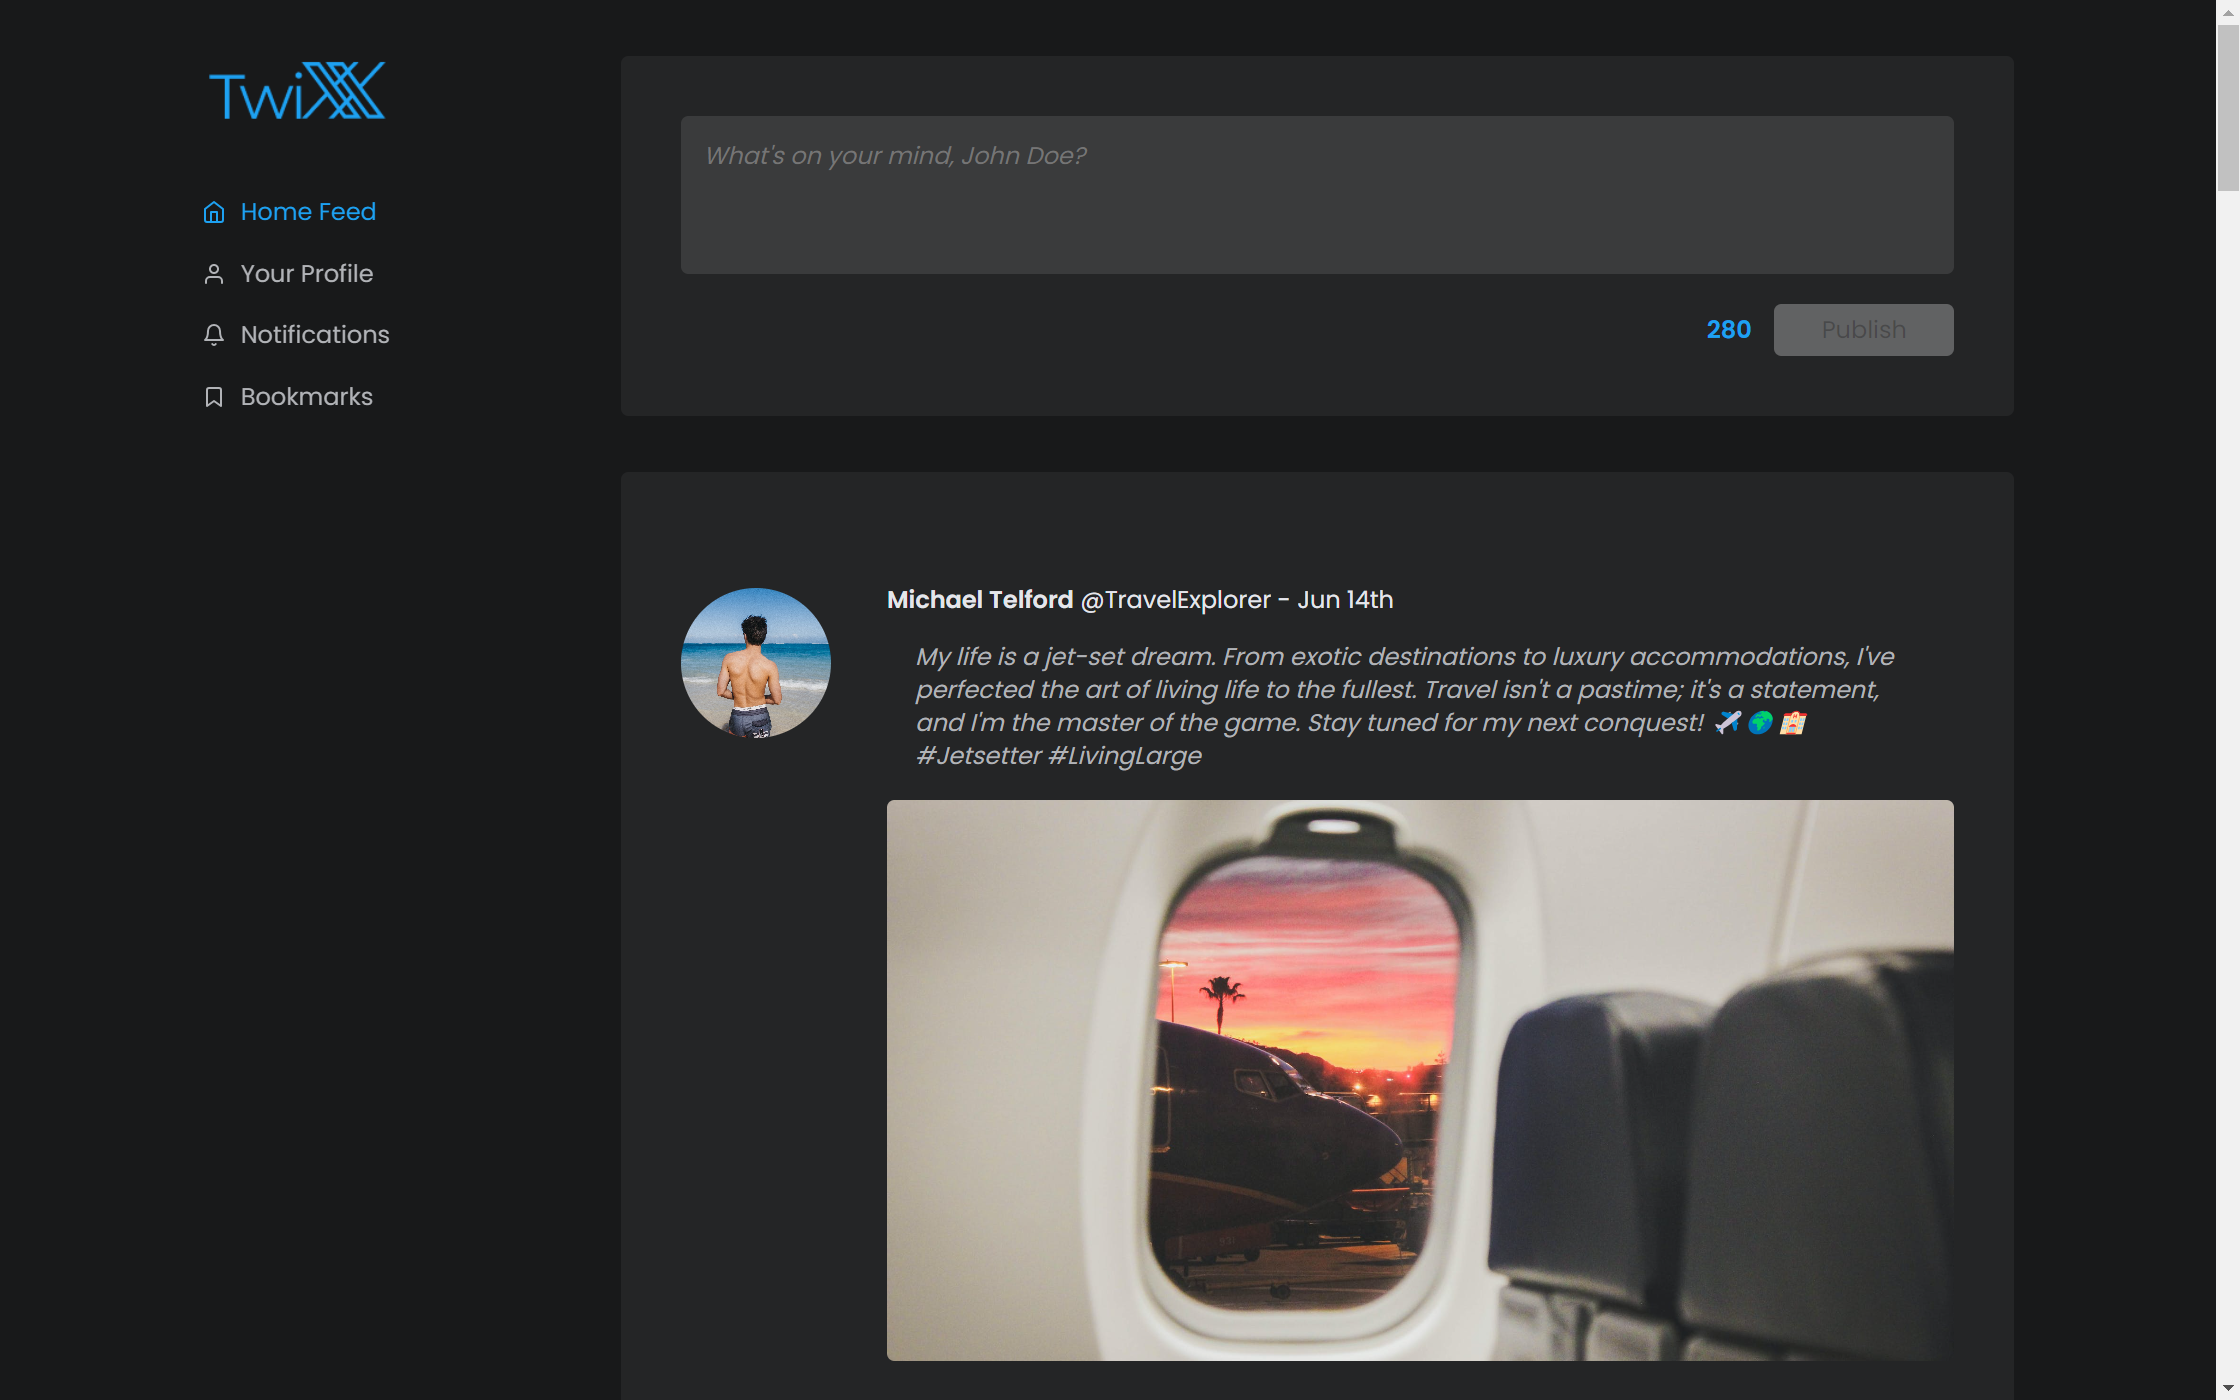 TwiXX
Home Feed
Your Profile
Notifications
Bookmarks
What's on your mind, John Doe?
280
Publish
Michael Telford @TravelExplorer - Jun 14th
My life is a jet-set dream. From exotic destinations to luxury accommodations, I've
perfected the art of living life to the fullest. Travel isn't a pastime; it's a statement,
and I'm the master of the game. Stay tuned for my next conquest! ✈️ 🌍 🏨
#Jetsetter #LivingLarge